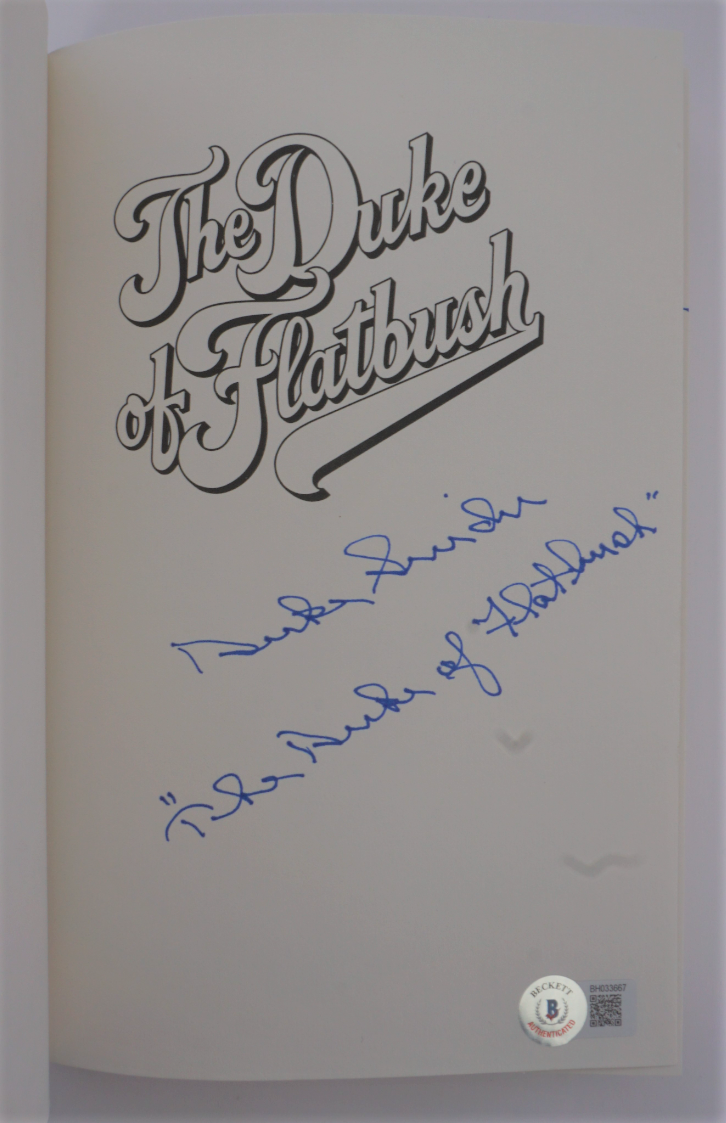 The Duke
of Flatbush
Duke Snider
"The Duke of Flatbush"
BECKETT
B
AUTHENTICATED
BH033667